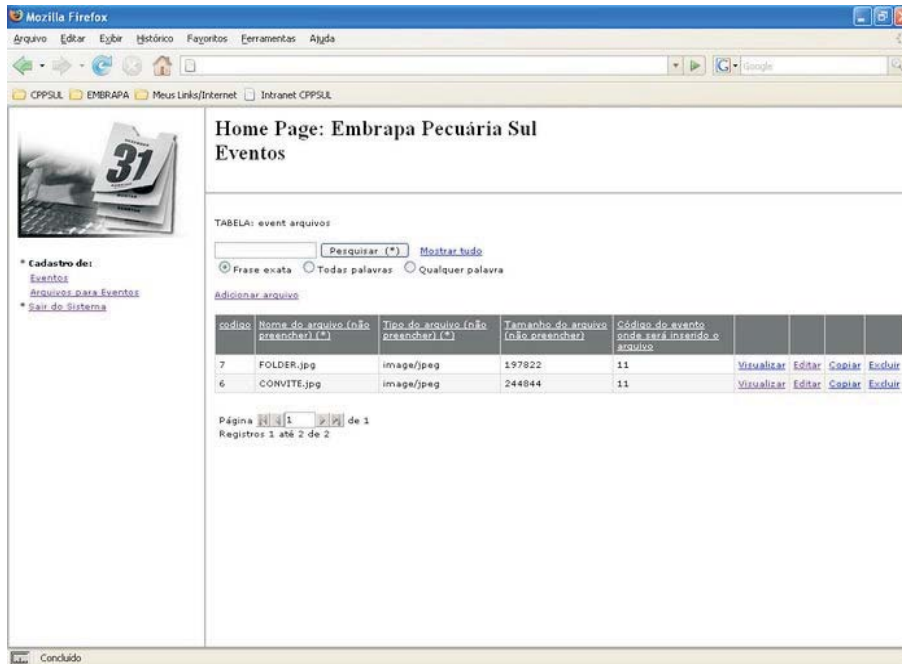 Mozilla Firefox
Arquivo Editar Exibir Histórico Favoritos Ferramentas Ajuda
G Google
CPPSUL EMBRAPA Meus Links/Internet Intranet CPPSUL
31
Home Page: Embrapa Pecuária Sul
Eventos
TABELA: event arquivos
Pesquisar (*) Mostrar tudo
Frase exata Todas palavras Qualquer palavra
* Cadastro de:
Eventos
Arquivos para Eventos
* Sair do Sistema
Adicionar arquivo
codigo Nome do arquivo (não preencher) (*) Tipo do arquivo (não preencher) (*) Tamanho do arquivo (não preencher) Código do evento onde será inserido o arquivo
7 FOLDER.jpg image/jpeg 197822 11 Visualizar Editar Copiar Excluir
6 CONVITE.jpg image/jpeg 244844 11 Visualizar Editar Copiar Excluir
Página 1 de 1
Registros 1 até 2 de 2
Concluído